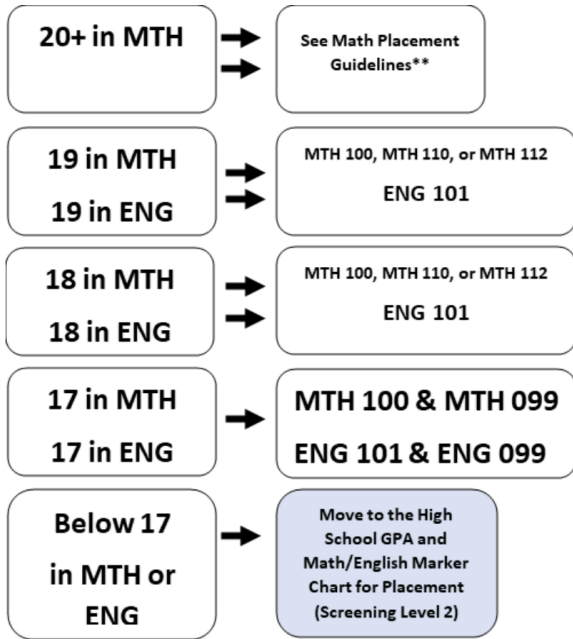 20+ in MTH
See Math Placement
Guidelines**
19 in MTH
19 in ENG
MTH 100, MTH 110, or MTH 112
ENG 101
18 in MTH
18 in ENG
MTH 100, MTH 110, or MTH 112
ENG 101
17 in MTH
17 in ENG
MTH 100 & MTH 099
ENG 101 & ENG 099
Below 17
in MTH or
ENG
Move to the High
School GPA and
Math/English Marker
Chart for Placement
(Screening Level 2)